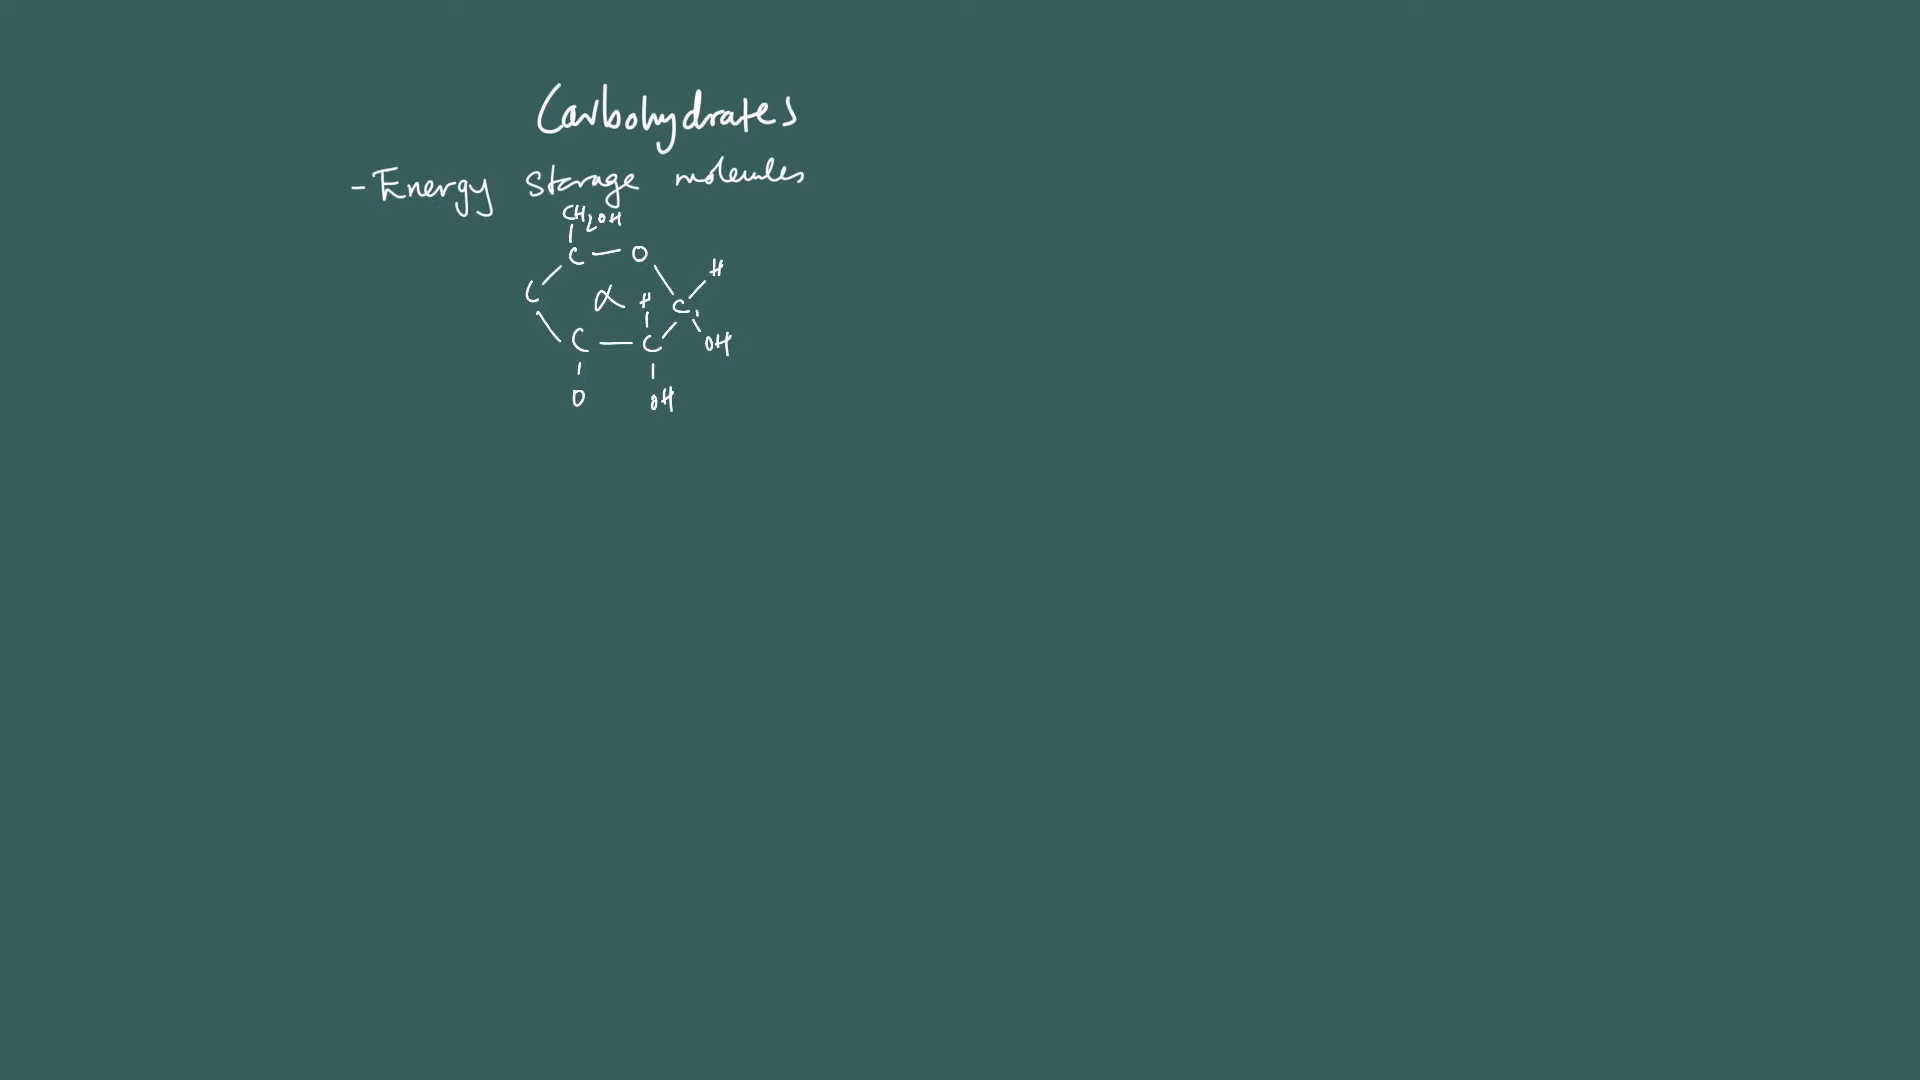 Carbohydrates
- Energy storage molecules
CH2OH
C — O
H
C
α
H
C
C — C
OH
O
OH